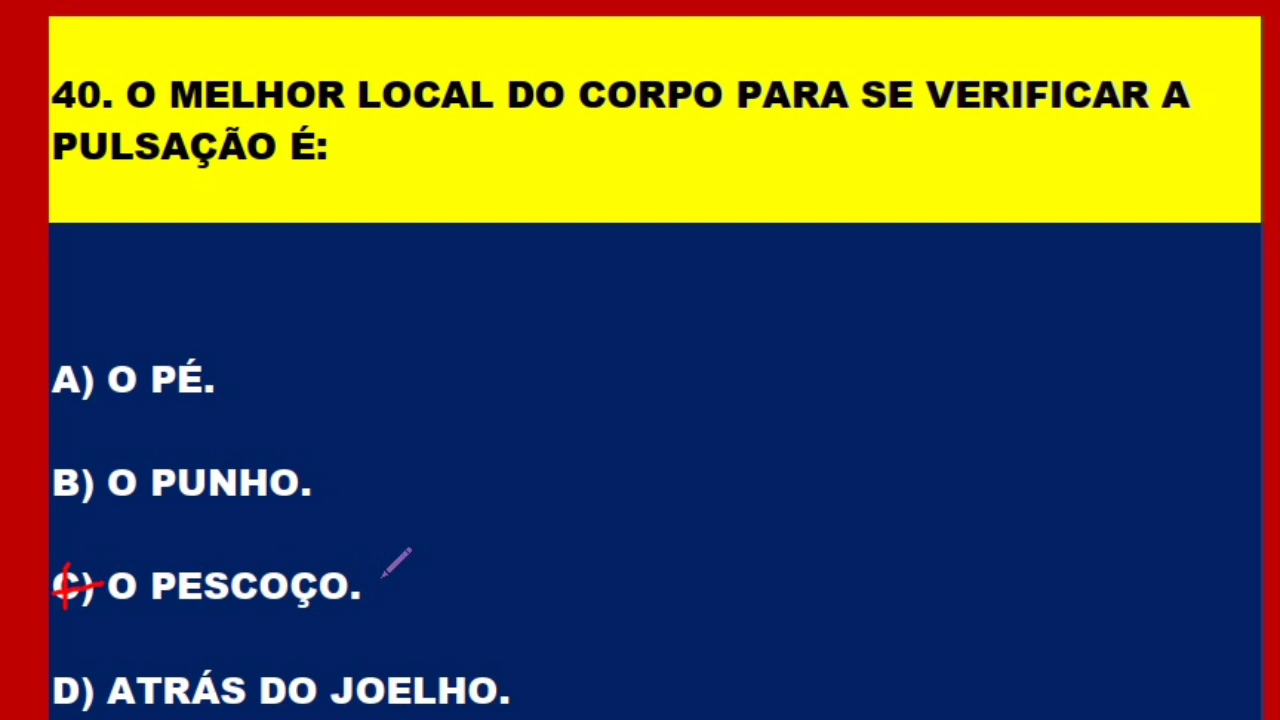 40. O MELHOR LOCAL DO CORPO PARA SE VERIFICAR A
PULSAÇÃO É:
A) O PÉ.
B) O PUNHO.
C) O PESCOÇO.
D) ATRÁS DO JOELHO.